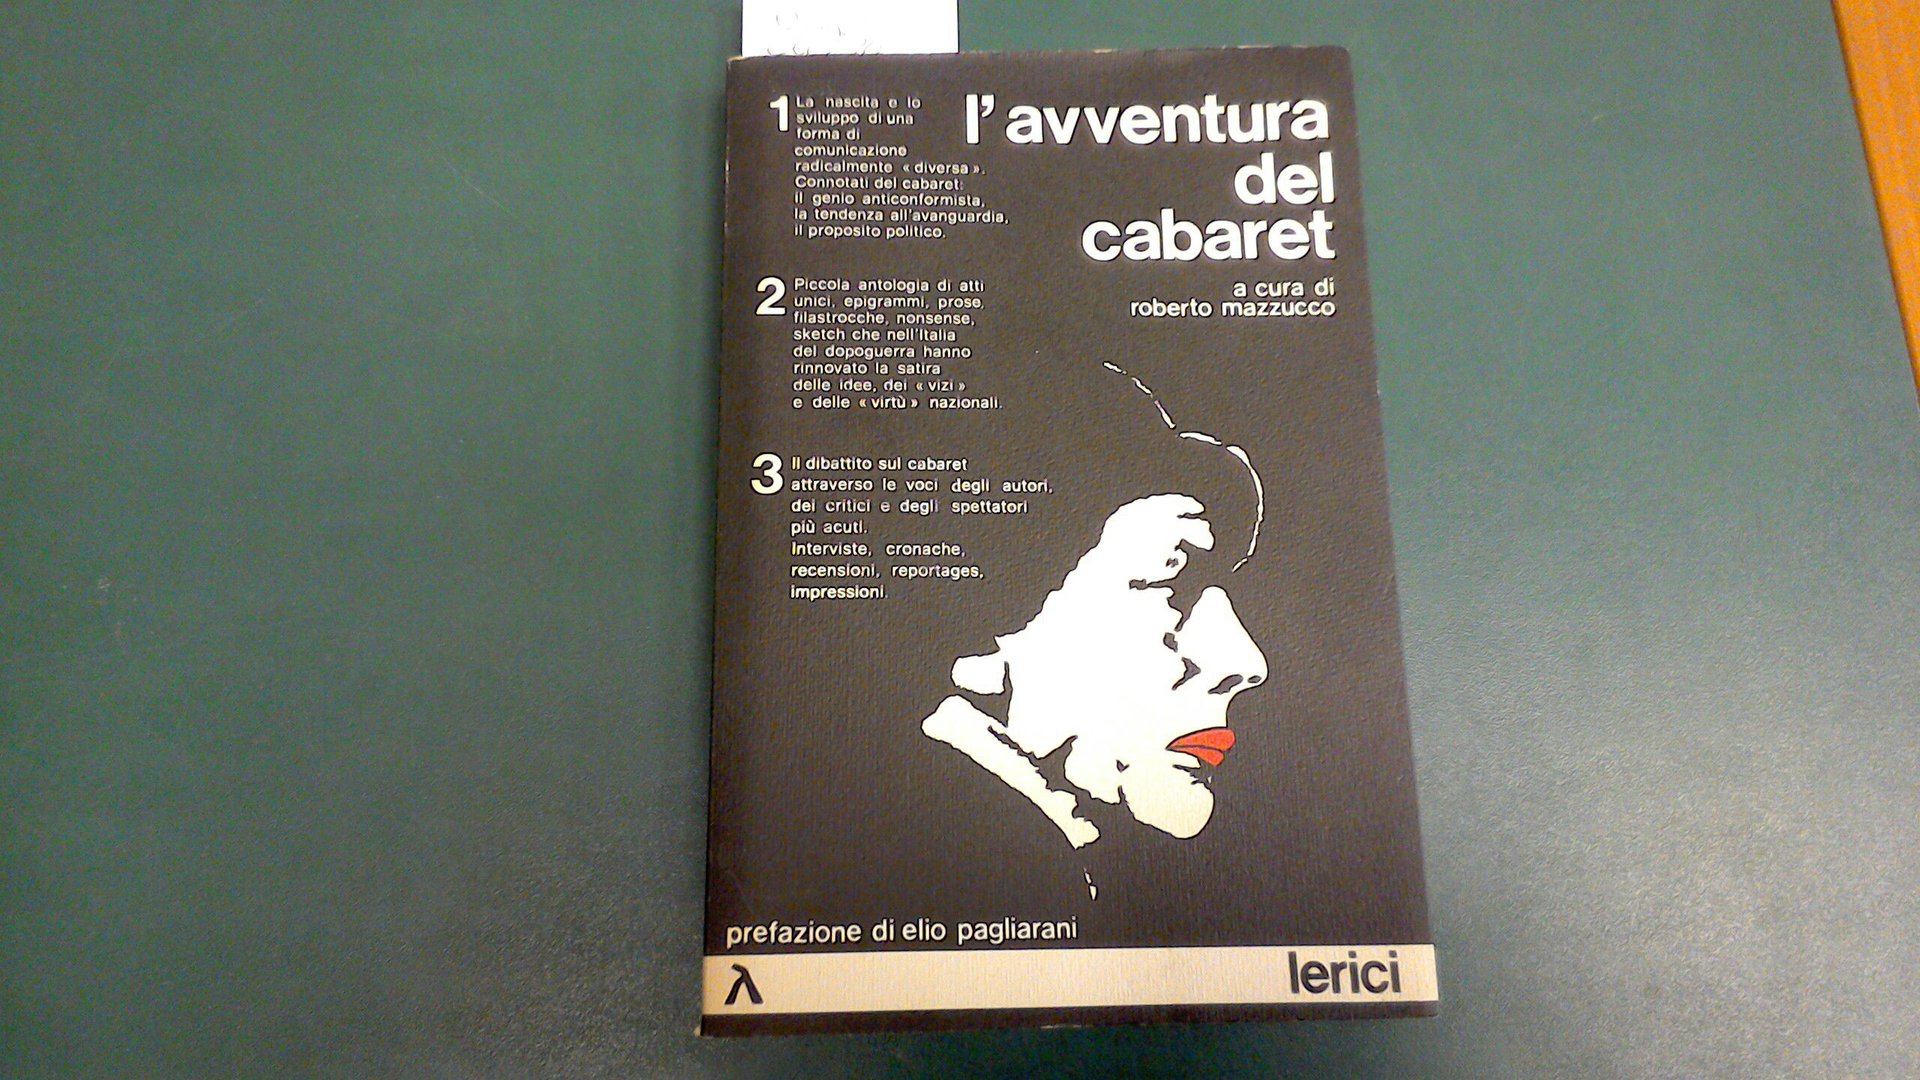 l'avventura
del
cabaret
a cura di
roberto mazzucco
1
La nascita e lo
sviluppo di una
forma di
comunicazione
radicalmente « diversa ».
Connotati del cabaret:
il genio anticonformista,
la tendenza all'avanguardia,
il proposito politico.
2
Piccola antologia di atti
unici, epigrammi, prose,
filastrocche, nonsense,
sketch che nell'Italia
del dopoguerra hanno
rinnovato la satira
delle idee, dei « vizi »
e delle « virtù » nazionali.
3
Il dibattito sul cabaret
attraverso le voci degli autori,
dei critici e degli spettatori
più acuti.
Interviste, cronache,
recensioni, reportages,
impressioni.
prefazione di elio pagliarani
λ
lerici